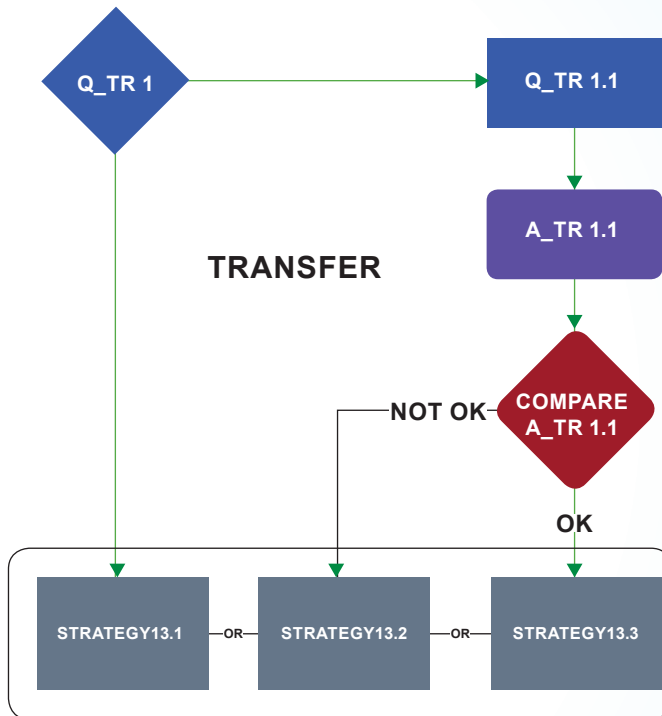 Q_TR 1
Q_TR 1.1
A_TR 1.1
TRANSFER
COMPARE
A_TR 1.1
NOT OK
OK
STRATEGY13.1
OR
STRATEGY13.2
OR
STRATEGY13.3